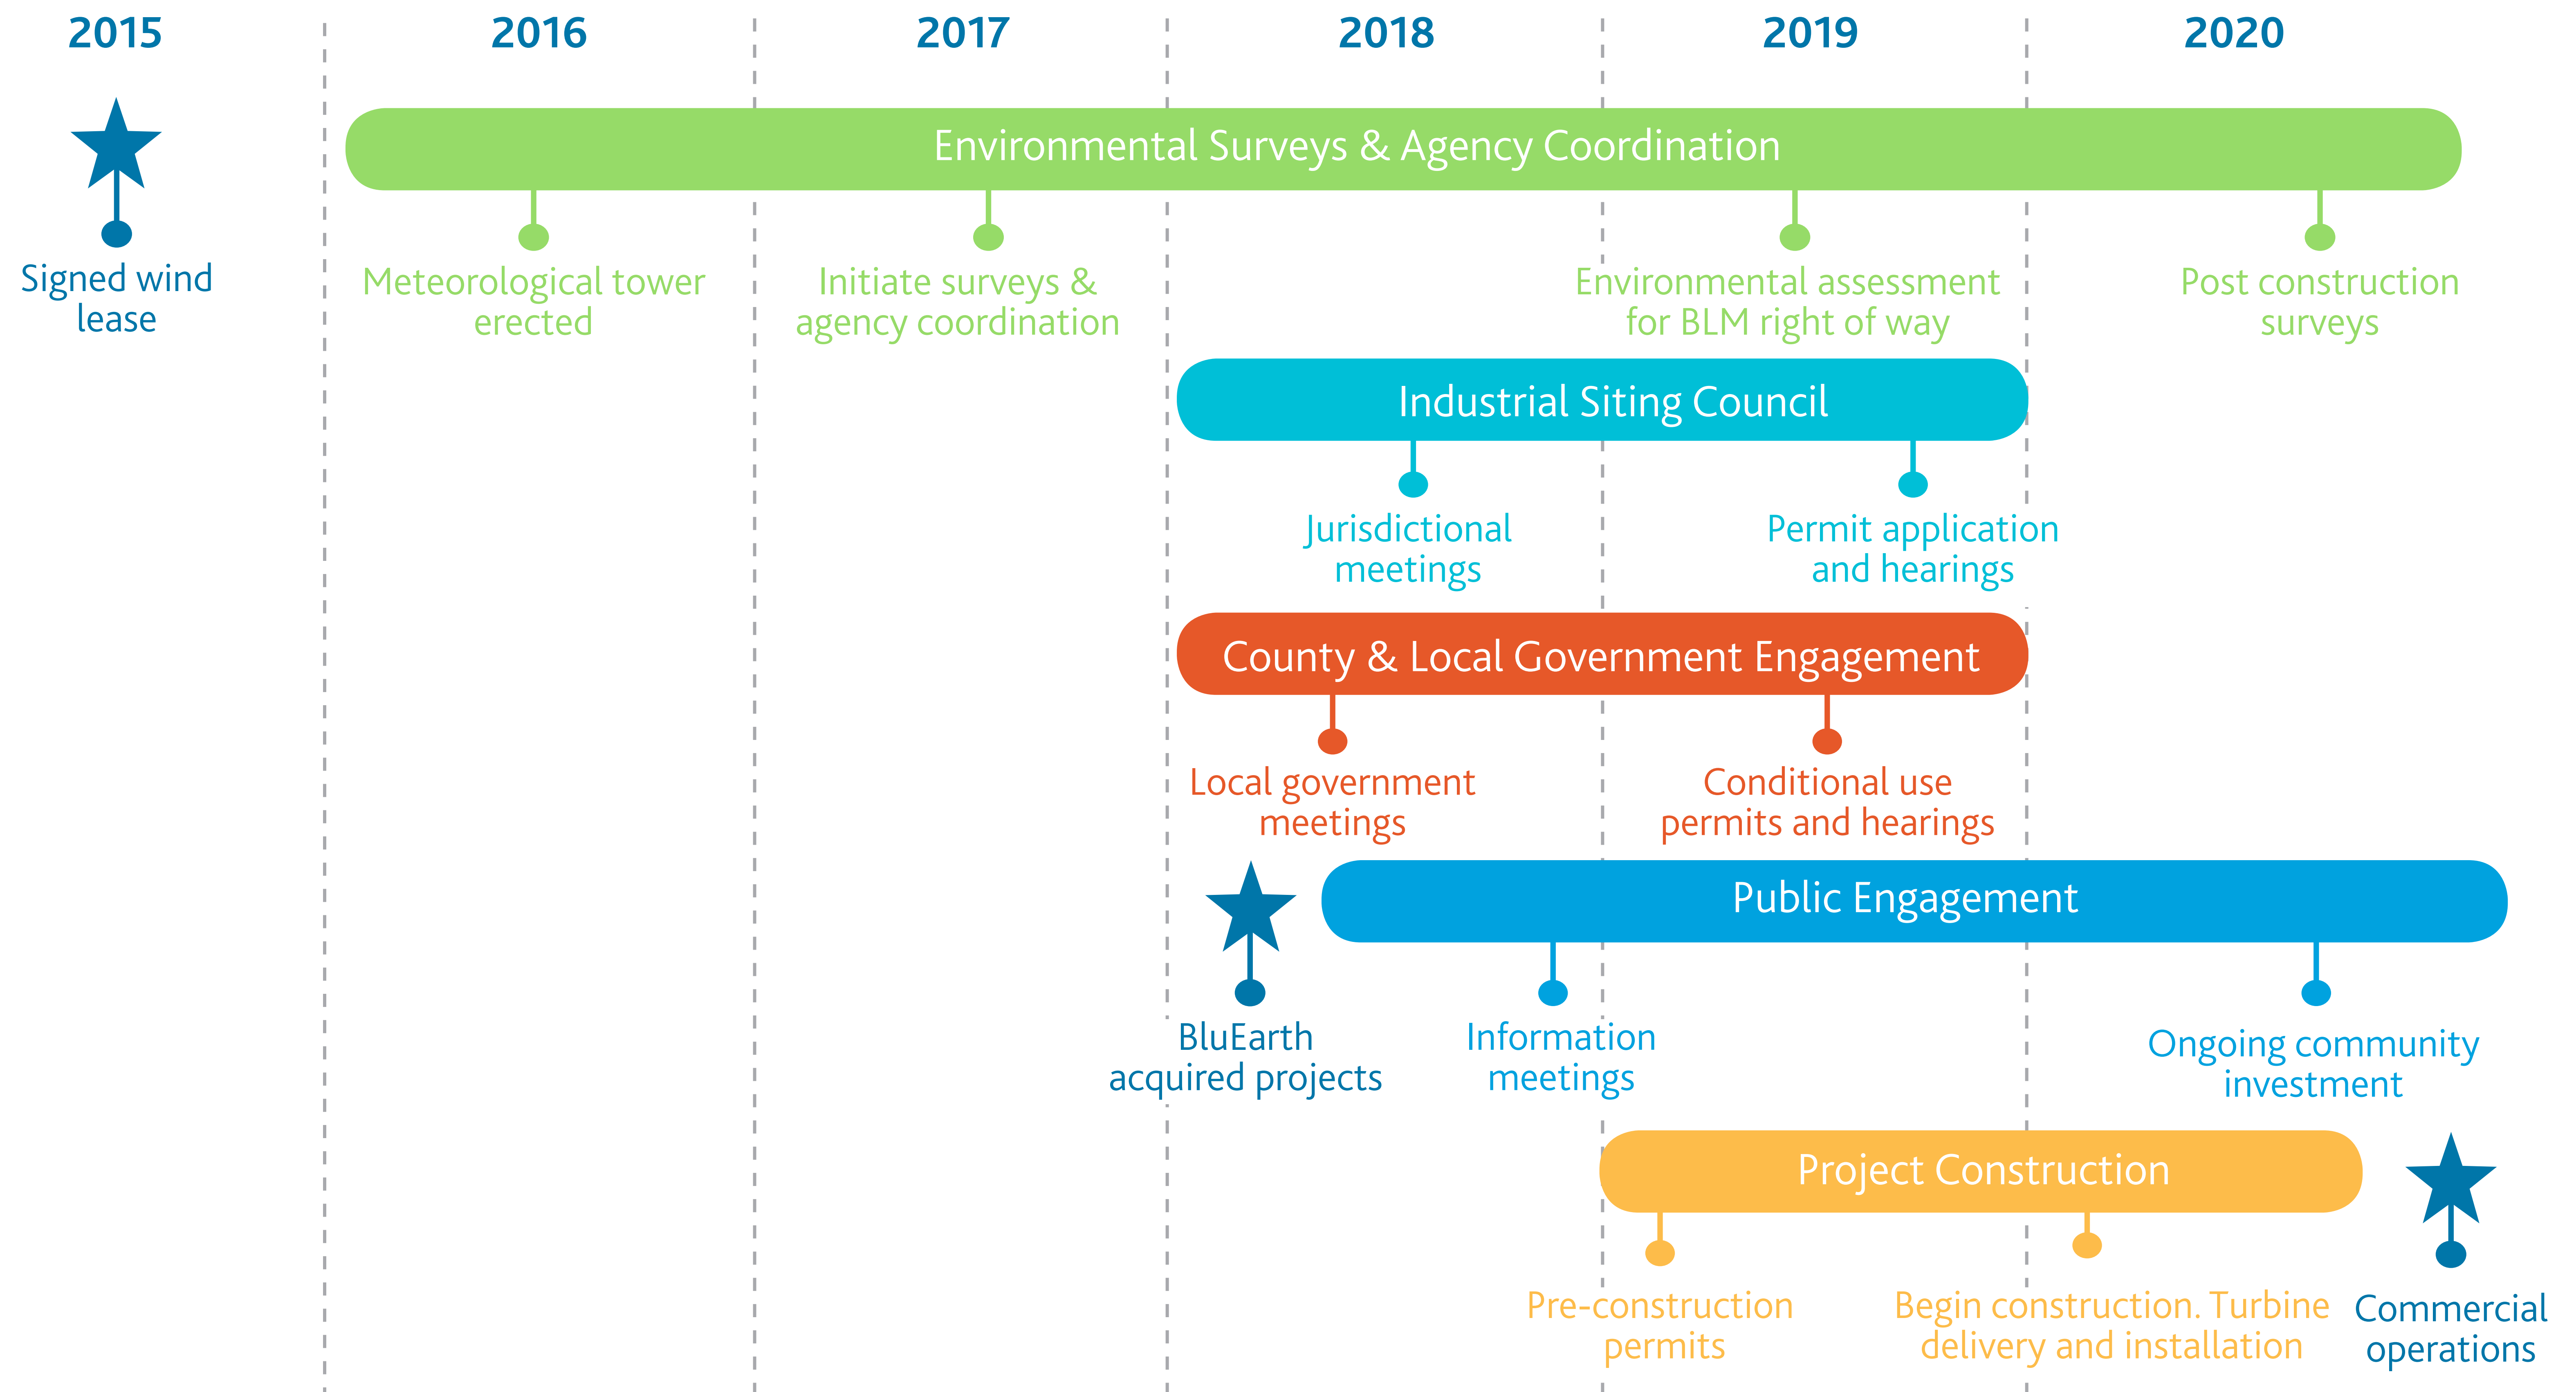 2015
2016
2017
2018
2019
2020
Environmental Surveys & Agency Coordination
Signed wind
lease
Meteorological tower
erected
Initiate surveys &
agency coordination
Environmental assessment
for BLM right of way
Post construction
surveys
Industrial Siting Council
Jurisdictional
meetings
Permit application
and hearings
County & Local Government Engagement
Local government
meetings
Conditional use
permits and hearings
Public Engagement
BluEarth
acquired projects
Information
meetings
Ongoing community
investment
Project Construction
Pre-construction
permits
Begin construction. Turbine
delivery and installation
Commercial
operations